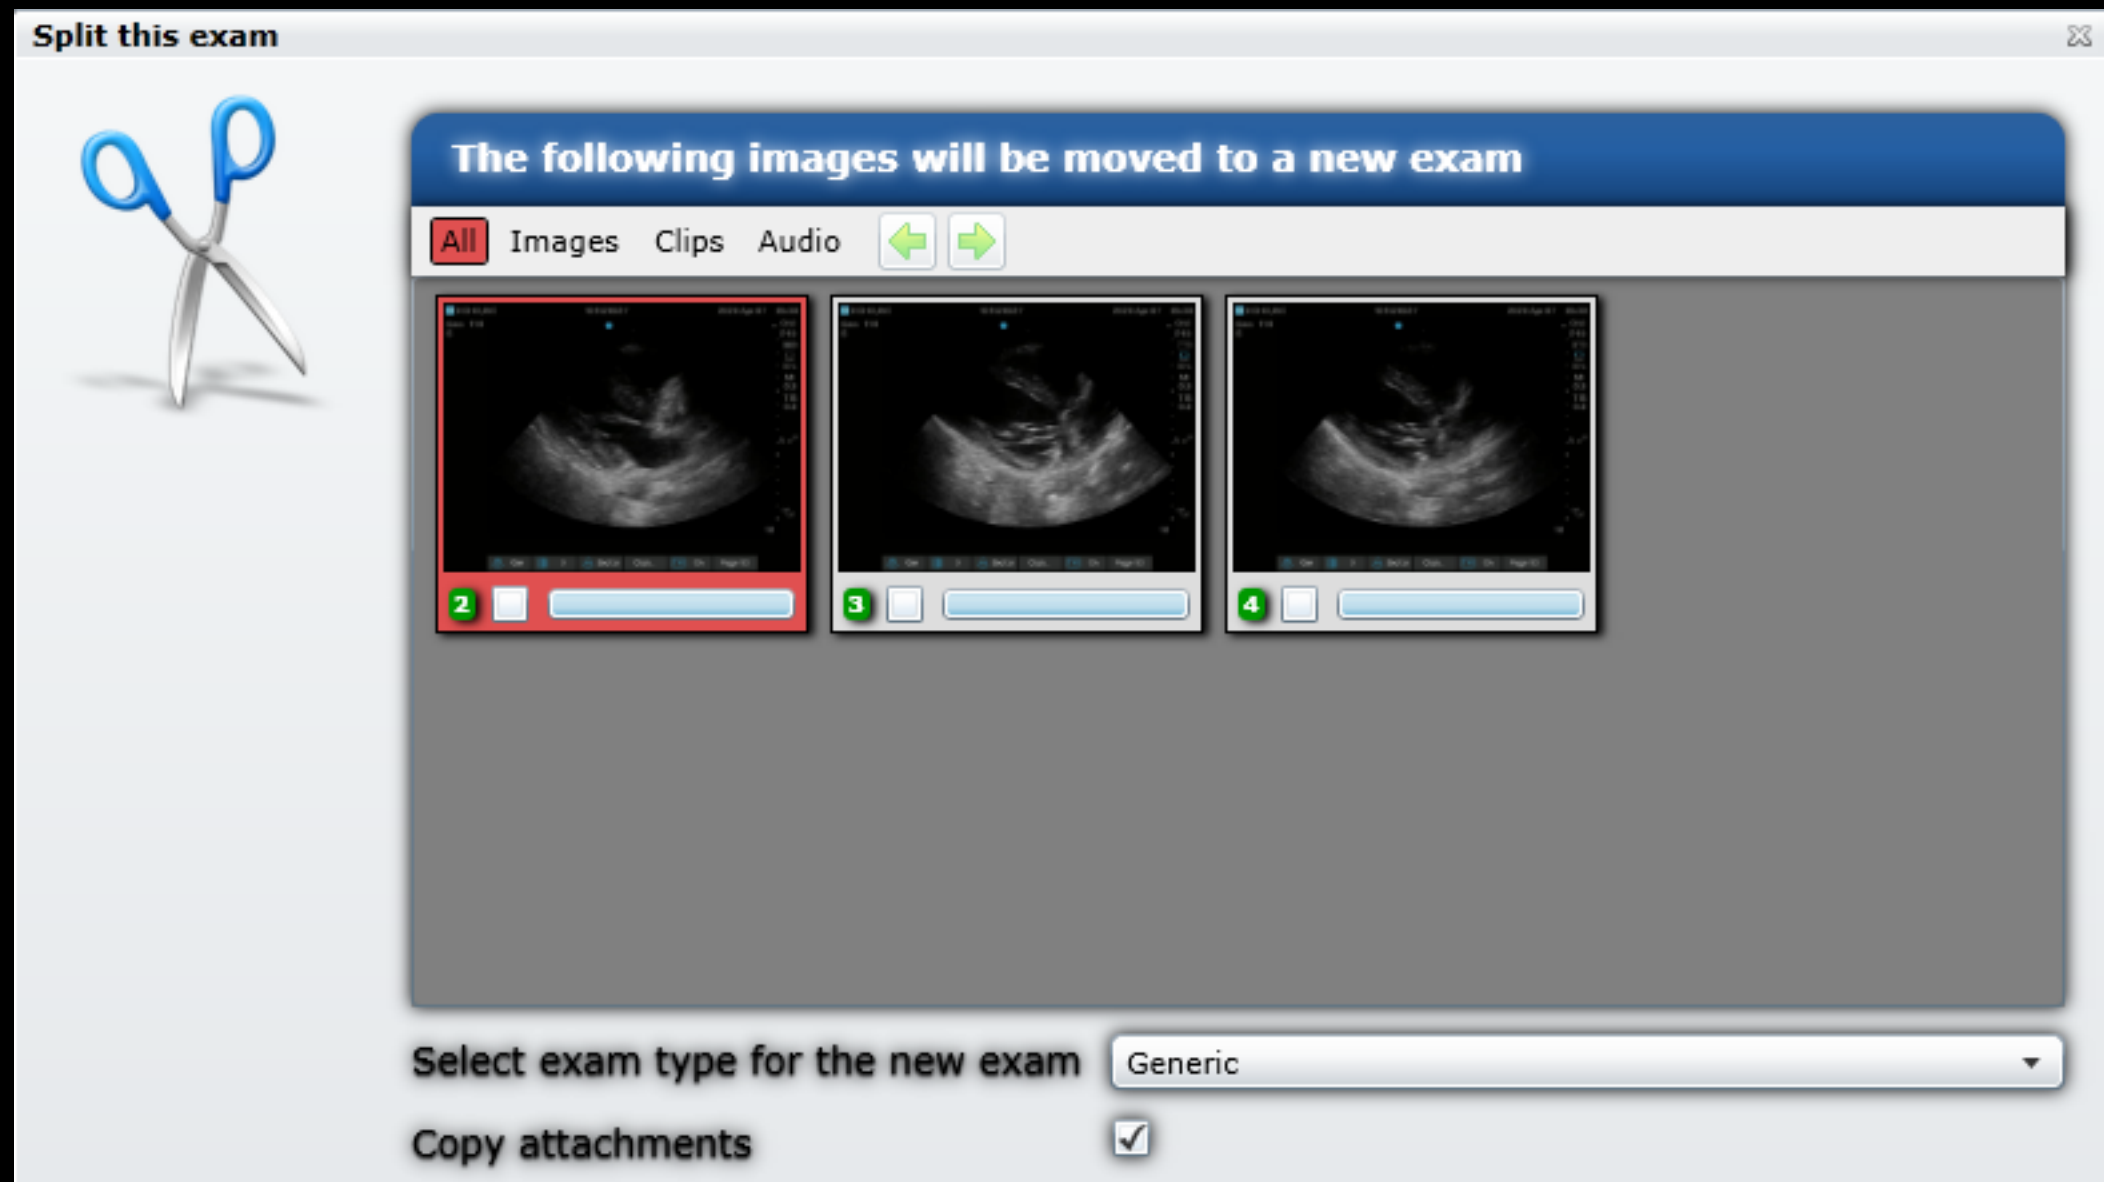 Split this exam
The following images will be moved to a new exam
All Images Clips Audio
2 3 4
Select exam type for the new exam Generic
Copy attachments